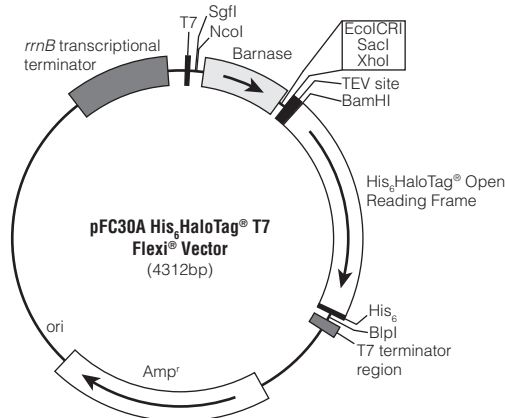 T7
SgfI
NcoI
Barnase
EcoICRI
SacI
XhoI
TEV site
BamHI
rrnB transcriptional
terminator
His₆HaloTag® Open
Reading Frame
pFC30A His₆HaloTag® T7
Flexi® Vector
(4312bp)
His₆
BlpI
T7 terminator
region
ori
Ampʳ